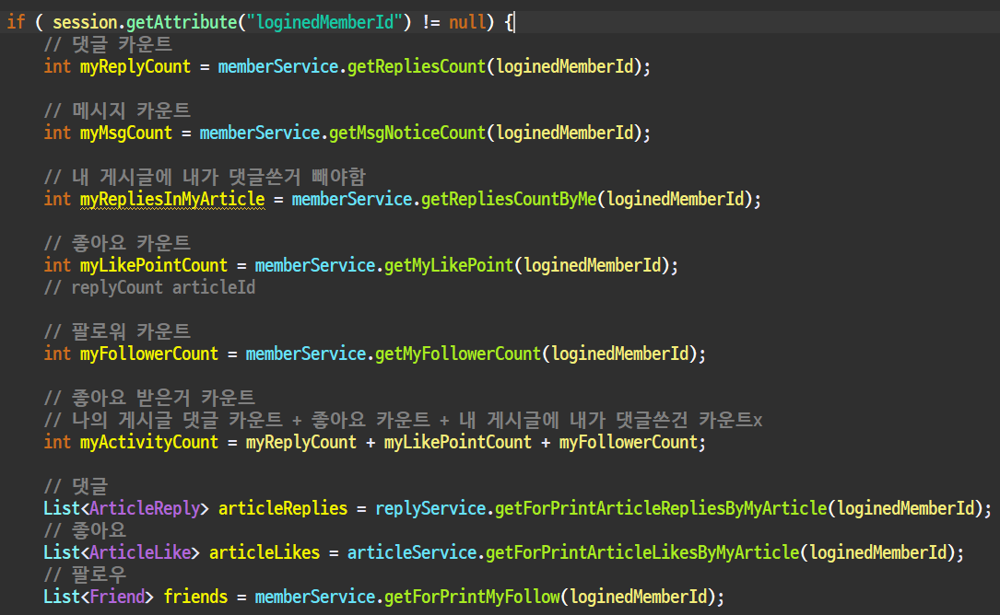 if ( session.getAttribute("loginedMemberId") != null) {
// 댓글 카운트
int myReplyCount = memberService.getRepliesCount(loginedMemberId);
// 메시지 카운트
int myMsgCount = memberService.getMsgNoticeCount(loginedMemberId);
// 내 게시글에 내가 댓글쓴거 빼야함
int myRepliesInMyArticle = memberService.getRepliesCountByMe(loginedMemberId);
// 좋아요 카운트
int myLikePointCount = memberService.getMyLikePoint(loginedMemberId);
// replyCount articleId
// 팔로워 카운트
int myFollowerCount = memberService.getMyFollowerCount(loginedMemberId);
// 좋아요 받은거 카운트
// 나의 게시글 댓글 카운트 + 좋아요 카운트 + 내 게시글에 내가 댓글쓴건 카운트x
int myActivityCount = myReplyCount + myLikePointCount + myFollowerCount;
// 댓글
List<ArticleReply> articleReplies = replyService.getForPrintArticleRepliesByMyArticle(loginedMemberId);
// 좋아요
List<ArticleLike> articleLikes = articleService.getForPrintArticleLikesByMyArticle(loginedMemberId);
// 팔로우
List<Friend> friends = memberService.getForPrintMyFollow(loginedMemberId);